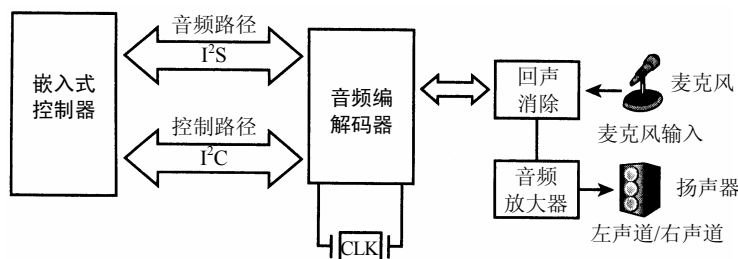 嵌入式
控制器
音频路径
I²S
控制路径
I²C
音频编
解码器
CLK
回声
消除
麦克风
麦克风输入
音频
放大器
扬声器
左声道/右声道